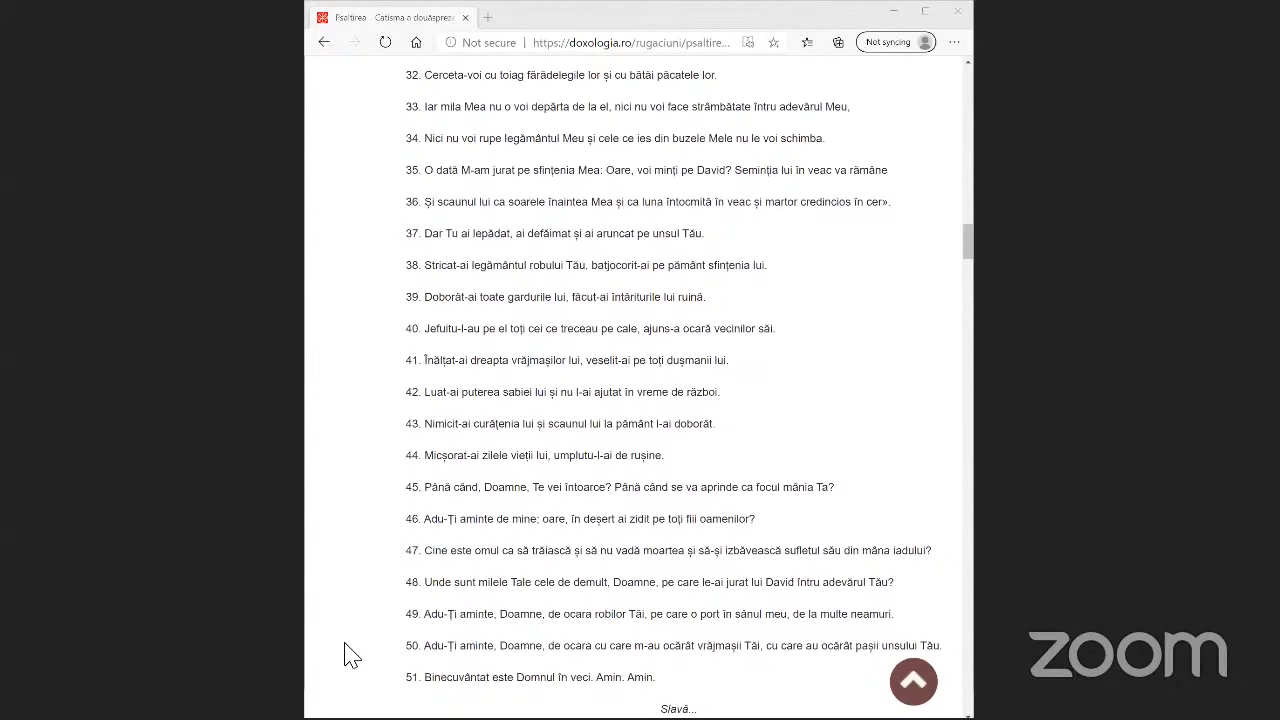 Psaltirea Catisma a douăsprez
Not secure https://doxologia.ro/rugaciuni/psaltire... Not syncing
32. Cerceta-voi cu toiag fărădelegile lor și cu bătăi păcatele lor.
33. Iar mila Mea nu o voi depărta de la el, nici nu voi face strâmbătate întru adevărul Meu,
34. Nici nu voi rupe legământul Meu și cele ce ies din buzele Mele nu le voi schimba.
35. O dată M-am jurat pe sfințenia Mea: Oare, voi minți pe David? Seminția lui în veac va rămâne
36. Și scaunul lui ca soarele înaintea Mea și ca luna întocmită în veac și martor credincios în cer».
37. Dar Tu ai lepădat, ai defăimat și ai aruncat pe unsul Tău.
38. Stricat-ai legământul robului Tău, batjocorit-ai pe pământ sfințenia lui.
39. Doborât-ai toate gardurile lui, făcut-ai întăriturile lui ruină.
40. Jefuitu-l-au pe el toți cei ce treceau pe cale, ajuns-a ocară vecinilor săi.
41. Înălțat-ai dreapta vrăjmașilor lui, veselit-ai pe toți dușmanii lui.
42. Luat-ai puterea sabiei lui și nu l-ai ajutat în vreme de război.
43. Nimicit-ai curățenia lui și scaunul lui la pământ l-ai doborât.
44. Micșorat-ai zilele vieții lui, umplutu-l-ai de rușine.
45. Până când, Doamne, Te vei întoarce? Până când se va aprinde ca focul mânia Ta?
46. Adu-Ți aminte de mine; oare, în deșert ai zidit pe toți fiii oamenilor?
47. Cine este omul ca să trăiască și să nu vadă moartea și să-și izbăvească sufletul său din mâna iadului?
48. Unde sunt milele Tale cele de demult, Doamne, pe care le-ai jurat lui David întru adevărul Tău?
49. Adu-Ți aminte, Doamne, de ocara robilor Tăi, pe care o port în sânul meu, de la multe neamuri.
50. Adu-Ți aminte, Doamne, de ocara cu care m-au ocărât vrăjmașii Tăi, cu care au ocărât pașii unsului Tău.
51. Binecuvântat este Domnul în veci. Amin. Amin.
Slavă...
zoom